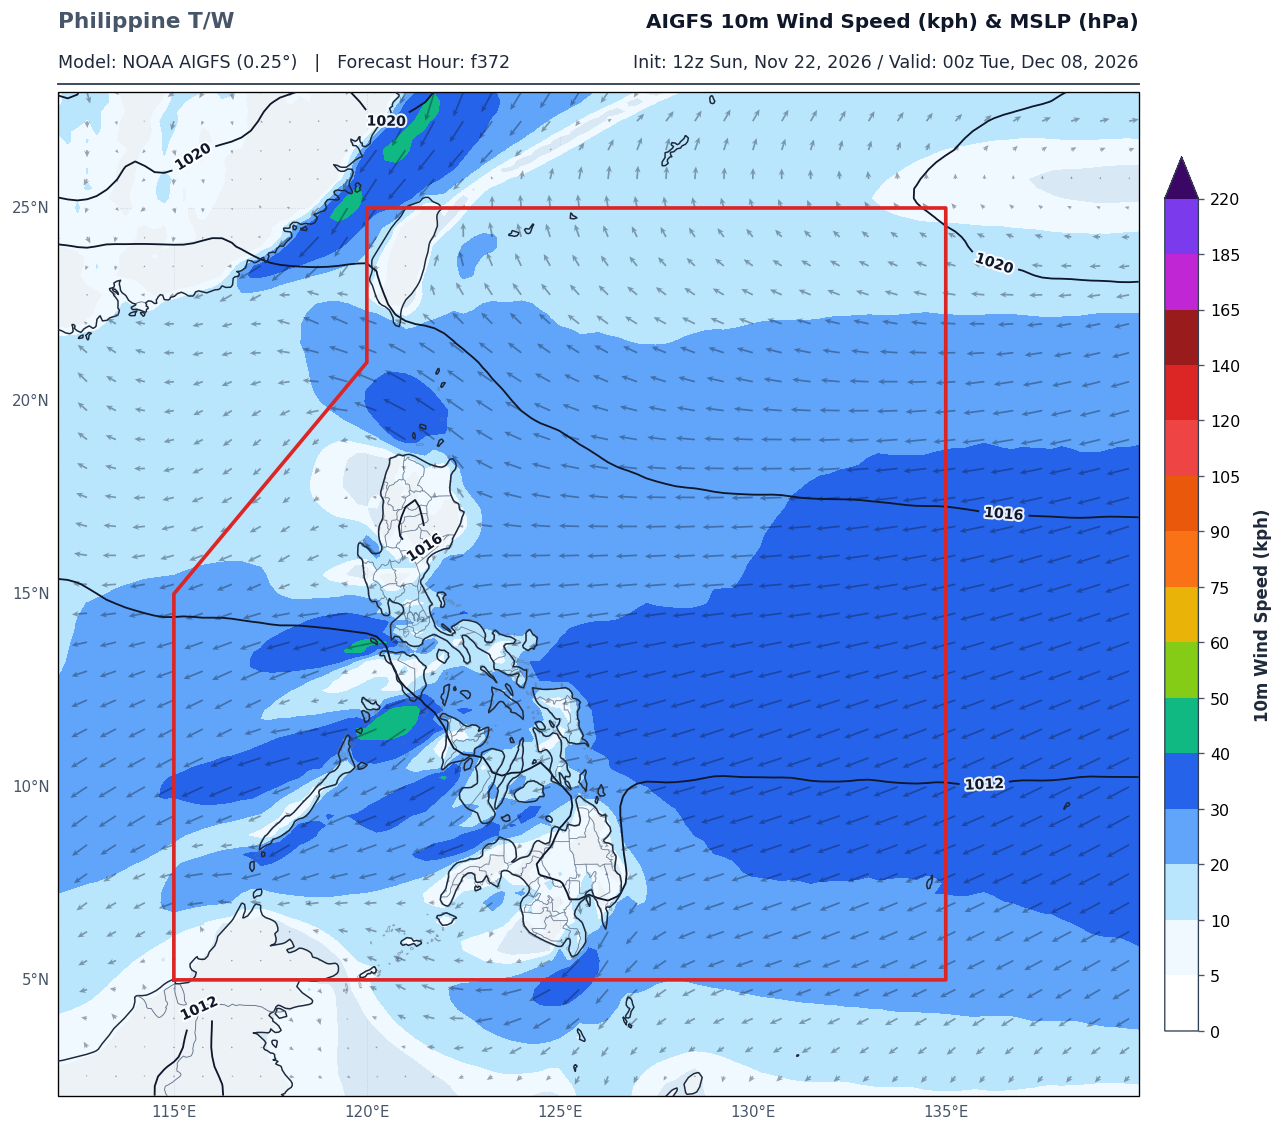 Philippine T/W
AIGFS 10m Wind Speed (kph) & MSLP (hPa)
Model: NOAA AIGFS (0.25°)   |   Forecast Hour: f372
Init: 12z Sun, Nov 22, 2026 / Valid: 00z Tue, Dec 08, 2026
1020
1020
1020
1016
1016
1012
1012
25°N
20°N
15°N
10°N
5°N
115°E
120°E
125°E
130°E
135°E
220
185
165
140
120
105
90
75
60
50
40
30
20
10
5
0
10m Wind Speed (kph)